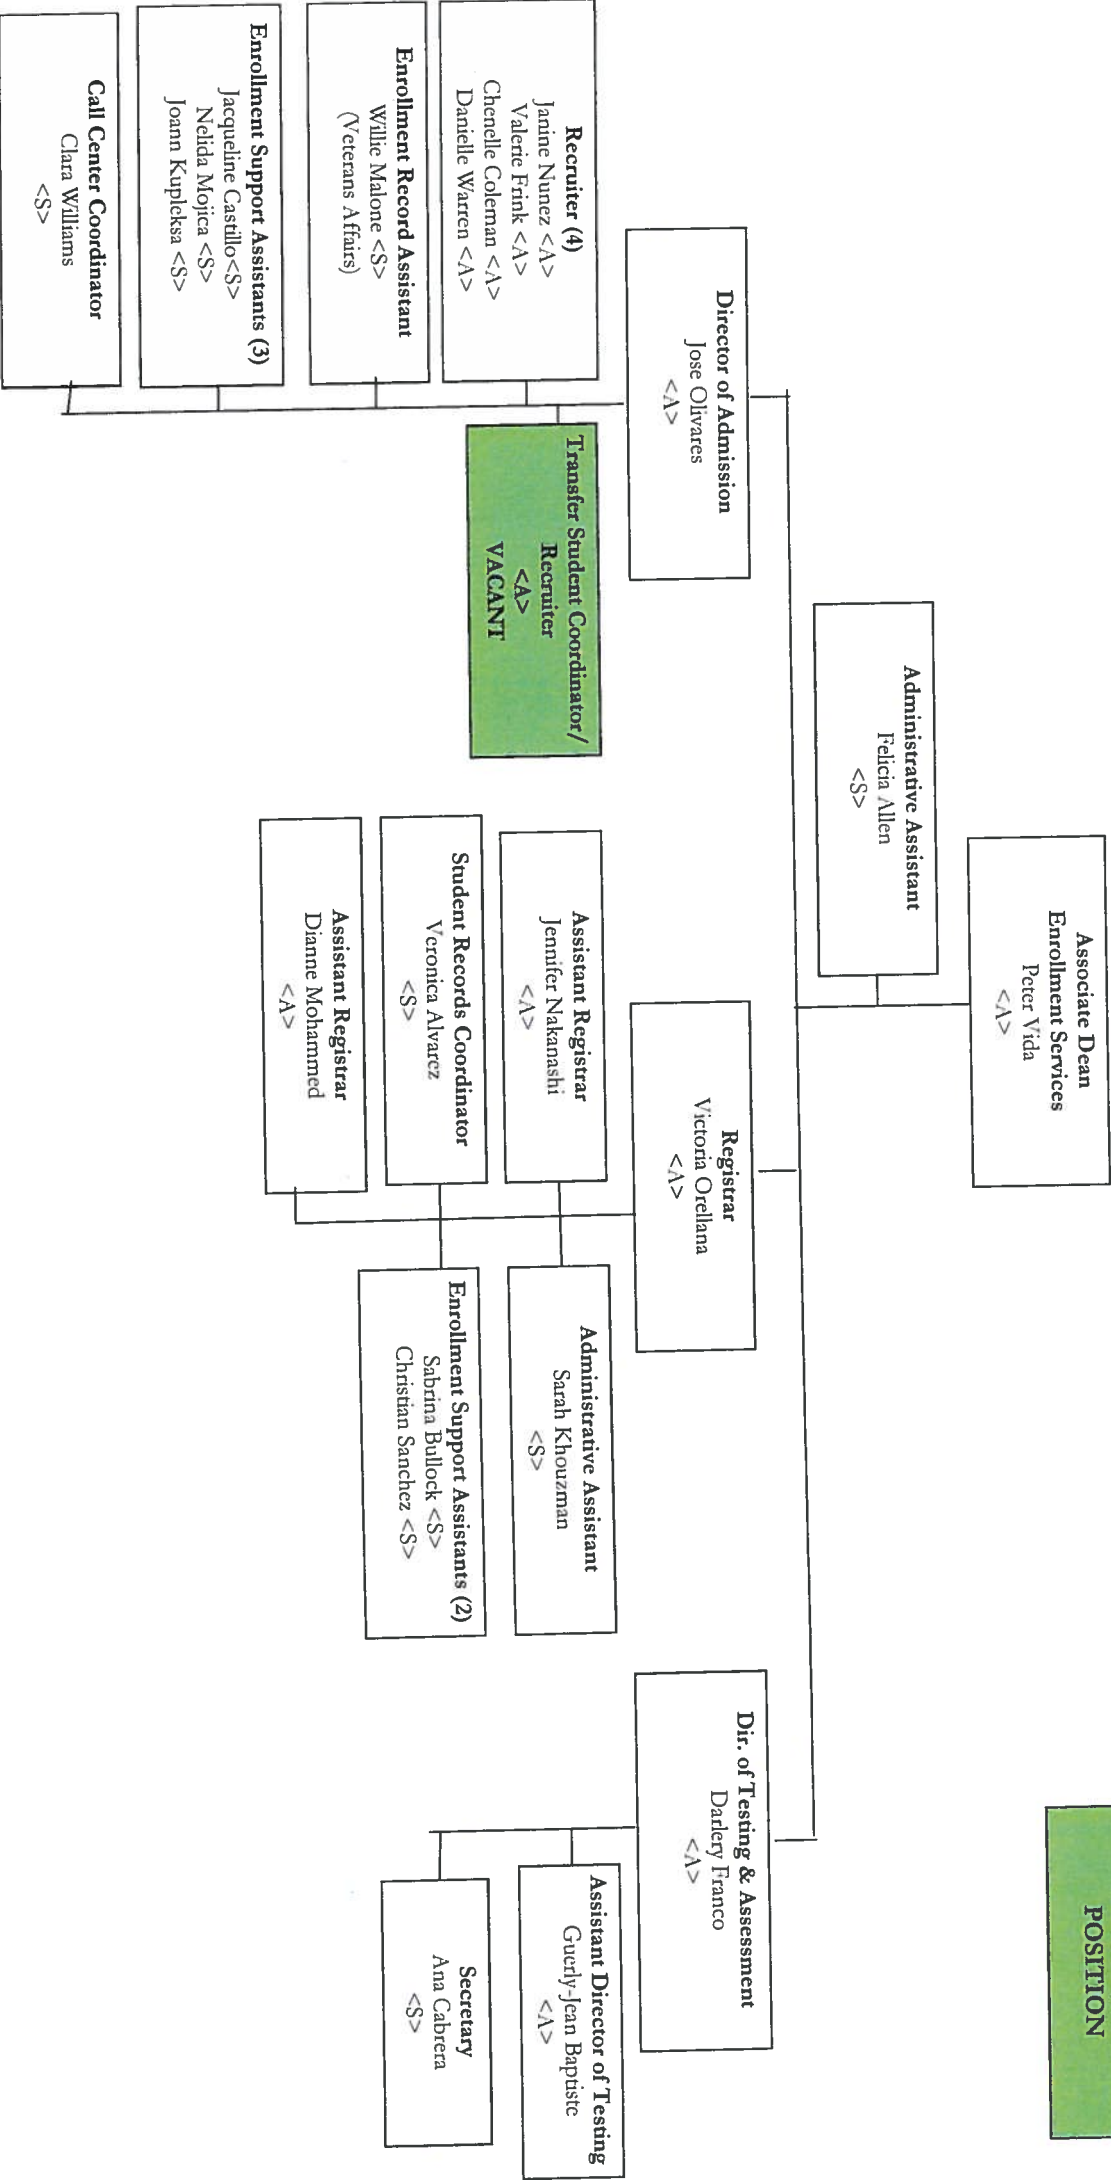 POSITION
Associate Dean
Enrollment Services
Peter Vida
<A>
Administrative Assistant
Felicia Allen
<S>
Director of Admission
Jose Olivares
<A>
Registrar
Victoria Orellana
<A>
Dir. of Testing & Assessment
Darlery Franco
<A>
Recruiter (4)
Janine Nunez <A>
Valerie Frink <A>
Chenelle Coleman <A>
Danielle Warren <A>
Transfer Student Coordinator/
Recruiter
<A>
VACANT
Enrollment Record Assistant
Willie Malone <S>
(Veterans Affairs)
Enrollment Support Assistants (3)
Jacqueline Castillo<S>
Nelida Mojica <S>
Joann Kupleksa <S>
Call Center Coordinator
Clara Williams
<S>
Assistant Registrar
Jennifer Nakanashi
<A>
Administrative Assistant
Sarah Khouzman
<S>
Student Records Coordinator
Veronica Alvarez
<S>
Enrollment Support Assistants (2)
Sabrina Bullock <S>
Christian Sanchez <S>
Assistant Registrar
Dianne Mohammed
<A>
Assistant Director of Testing
Guerly-Jean Baptiste
<A>
Secretary
Ana Cabrera
<S>